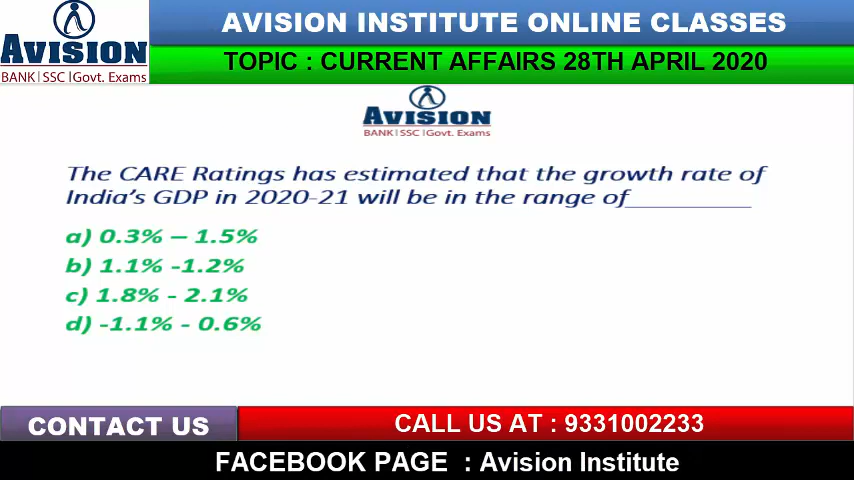 AVISION
BANK|SSC|Govt. Exams
AVISION INSTITUTE ONLINE CLASSES
TOPIC : CURRENT AFFAIRS 28TH APRIL 2020
AVISION
BANK|SSC|Govt. Exams
The CARE Ratings has estimated that the growth rate of
India's GDP in 2020-21 will be in the range of_________
a) 0.3% – 1.5%
b) 1.1% -1.2%
c) 1.8% - 2.1%
d) -1.1% - 0.6%
CONTACT US
CALL US AT : 9331002233
FACEBOOK PAGE : Avision Institute